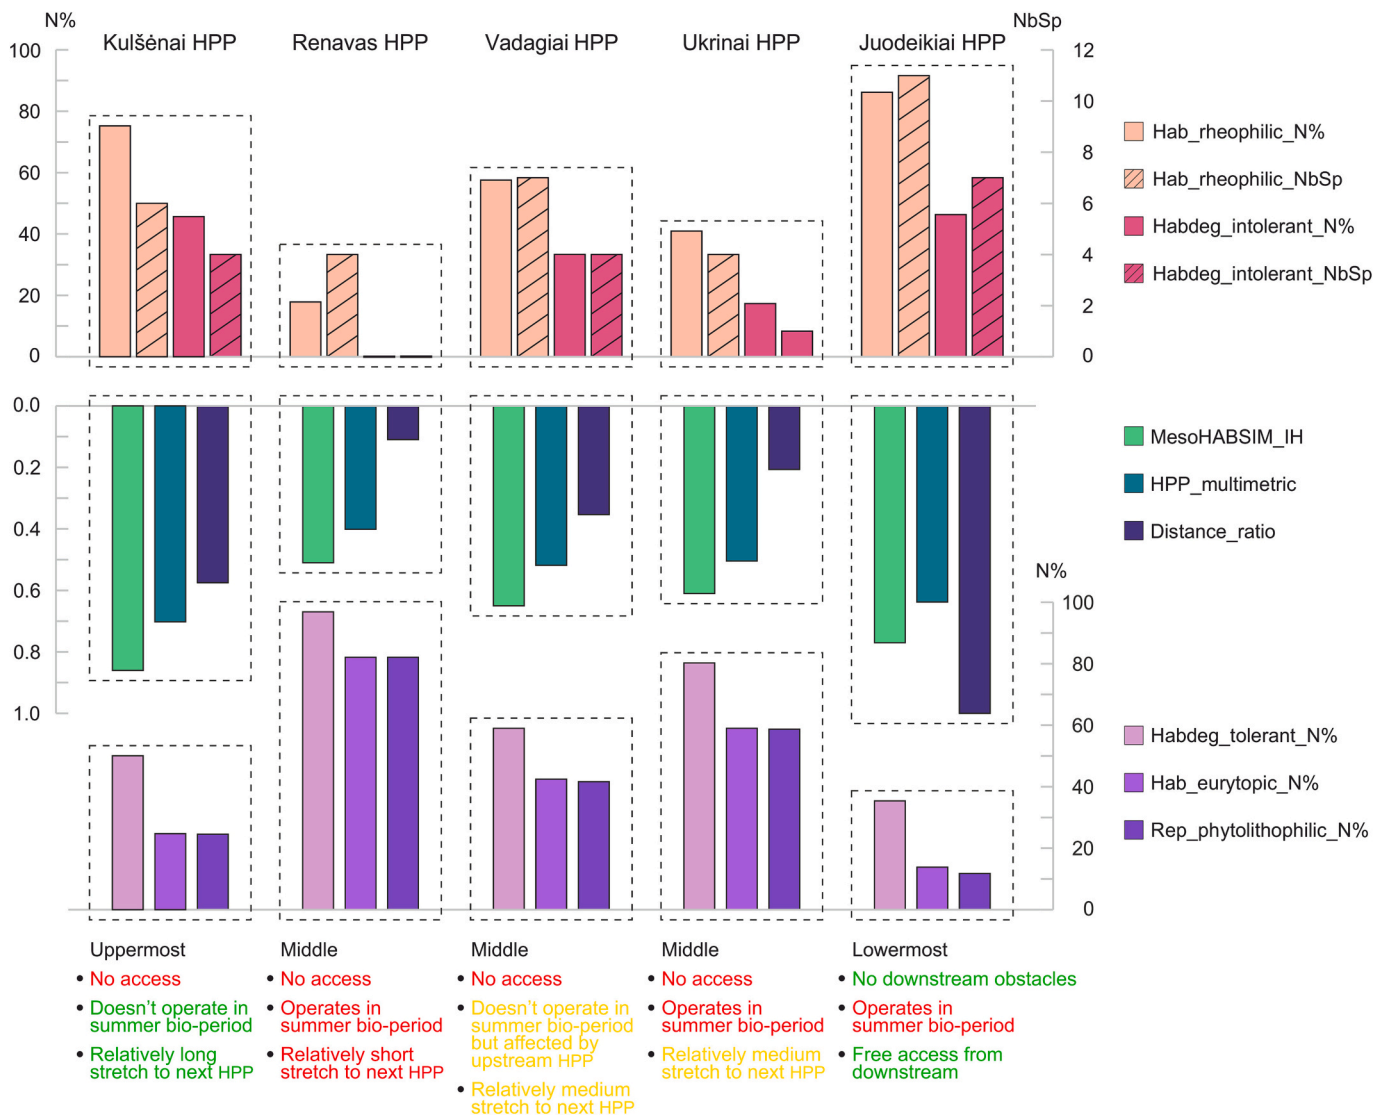 N%
NbSp
Kulšėnai HPP
Renavas HPP
Vadagiai HPP
Ukrinai HPP
Juodeikiai HPP
100
80
60
40
20
0
12
10
8
6
4
2
0
Hab_rheophilic_N%
Hab_rheophilic_NbSp
Habdeg_intolerant_N%
Habdeg_intolerant_NbSp
0.0
0.2
0.4
0.6
0.8
1.0
MesoHABSIM_IH
HPP_multimetric
Distance_ratio
N%
100
80
60
40
20
0
Habdeg_tolerant_N%
Hab_eurytopic_N%
Rep_phytolithophilic_N%
Uppermost
• No access
• Doesn't operate in
summer bio-period
• Relatively long
stretch to next HPP
Middle
• No access
• Operates in
summer bio-period
• Relatively short
stretch to next HPP
Middle
• No access
• Doesn't operate in
summer bio-period
but affected by
upstream HPP
• Relatively medium
stretch to next HPP
Middle
• No access
• Operates in
summer bio-period
• Relatively medium
stretch to next HPP
Lowermost
• No downstream obstacles
• Operates in
summer bio-period
• Free access from
downstream